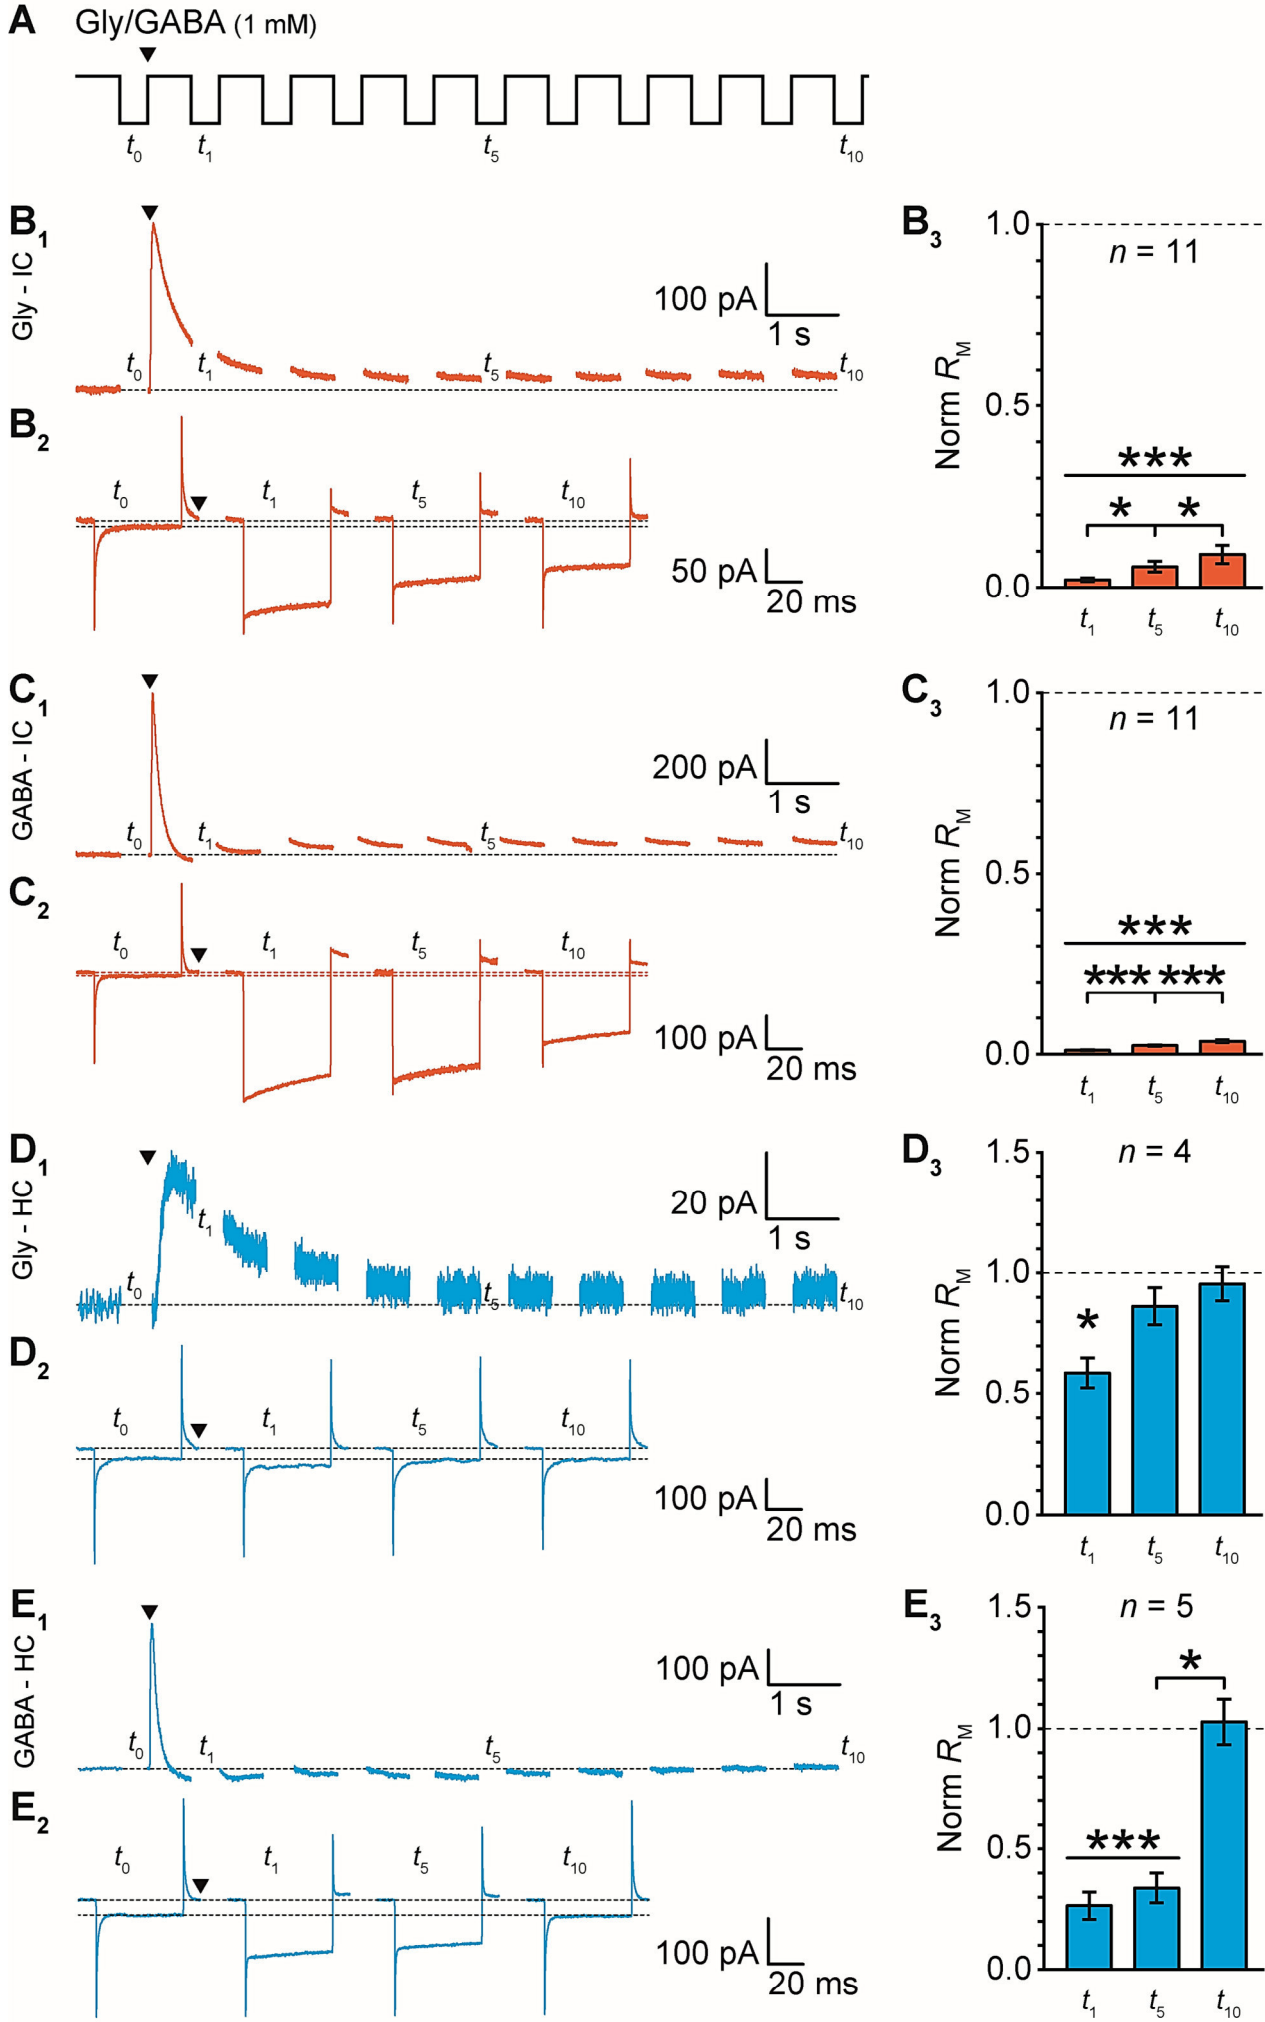 A
Gly/GABA (1 mM)
t0 t1 t5 t10
B1
Gly - IC
t0 t1 t5 t10
100 pA
1 s
B2
t0 t1 t5 t10
50 pA
20 ms
B3
Norm RM
1.0
0.5
0.0
n = 11
***
* *
t1 t5 t10
C1
GABA - IC
t0 t1 t5 t10
200 pA
1 s
C2
t0 t1 t5 t10
100 pA
20 ms
C3
Norm RM
1.0
0.5
0.0
n = 11
***
*** ***
t1 t5 t10
D1
Gly - HC
t0 t1 t5 t10
20 pA
1 s
D2
t0 t1 t5 t10
100 pA
20 ms
D3
Norm RM
1.5
1.0
0.5
0.0
n = 4
*
t1 t5 t10
E1
GABA - HC
t0 t1 t5 t10
100 pA
1 s
E2
t0 t1 t5 t10
100 pA
20 ms
E3
Norm RM
1.5
1.0
0.5
0.0
n = 5
*
***
t1 t5 t10